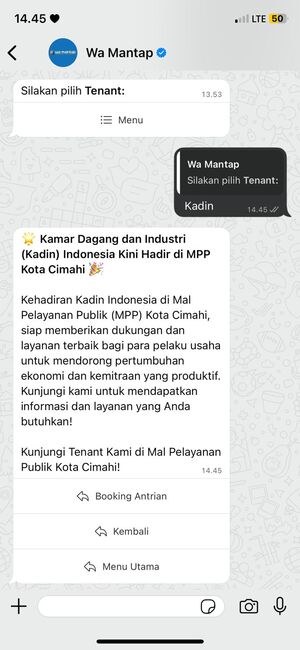 14.45
LTE 50
WA MANTAP
Wa Mantap
Silakan pilih Tenant:
13.53
Menu
Wa Mantap
Silakan pilih Tenant:
Kadin
14.45
🌟 Kamar Dagang dan Industri
(Kadin) Indonesia Kini Hadir di MPP
Kota Cimahi 🎉
Kehadiran Kadin Indonesia di Mal
Pelayanan Publik (MPP) Kota Cimahi,
siap memberikan dukungan dan
layanan terbaik bagi para pelaku usaha
untuk mendorong pertumbuhan
ekonomi dan kemitraan yang produktif.
Kunjungi kami untuk mendapatkan
informasi dan layanan yang Anda
butuhkan!
Kunjungi Tenant Kami di Mal Pelayanan
Publik Kota Cimahi!
14.45
Booking Antrian
Kembali
Menu Utama